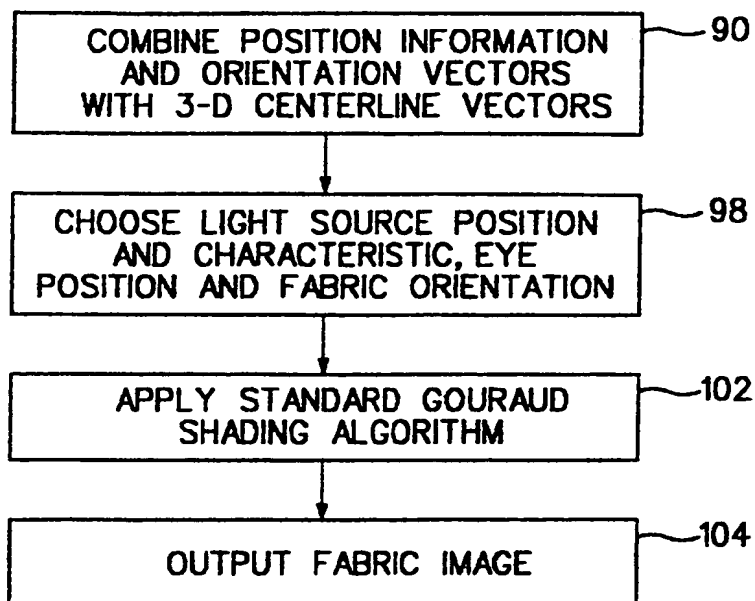 COMBINE POSITION INFORMATION
AND ORIENTATION VECTORS
WITH 3-D CENTERLINE VECTORS
90
CHOOSE LIGHT SOURCE POSITION
AND CHARACTERISTIC, EYE
POSITION AND FABRIC ORIENTATION
98
APPLY STANDARD GOURAUD
SHADING ALGORITHM
102
OUTPUT FABRIC IMAGE
104